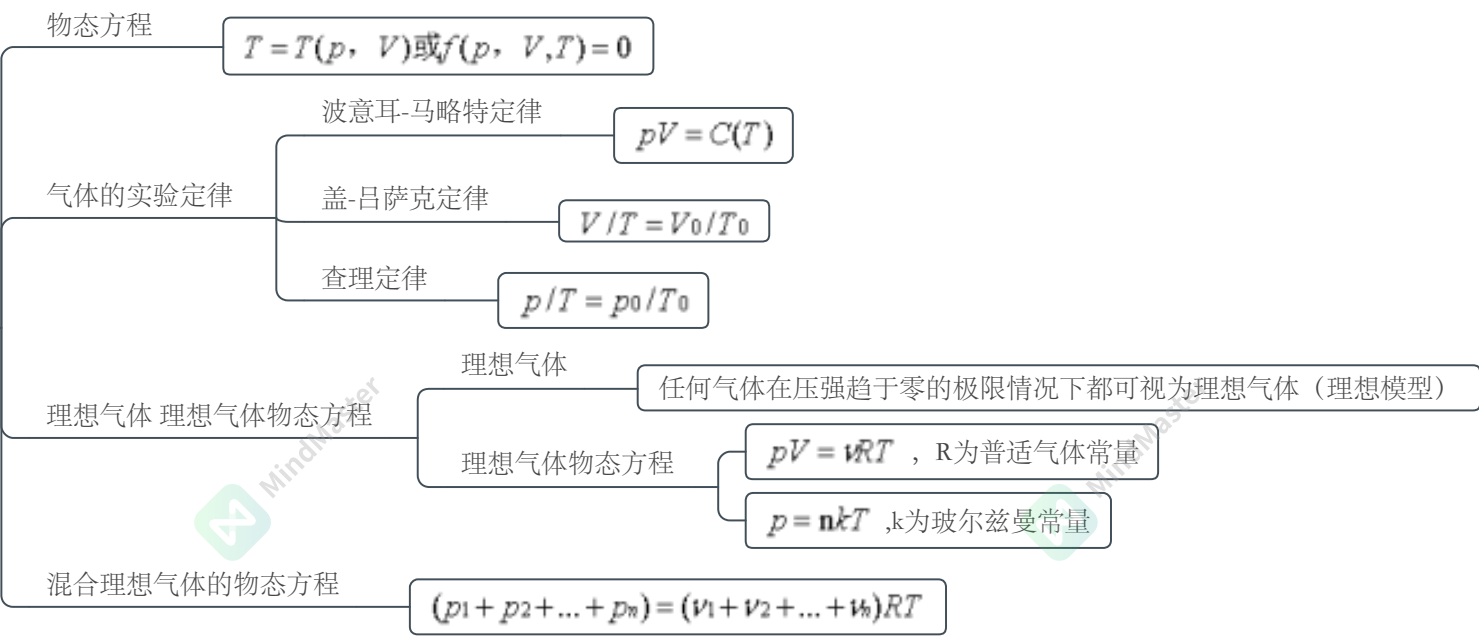 物态方程
T=T(p，V)或f(p，V,T)=0
气体的实验定律
波意耳-马略特定律
pV=C(T)
盖-吕萨克定律
V/T=V0/T0
查理定律
p/T=p0/T0
理想气体 理想气体物态方程
理想气体
任何气体在压强趋于零的极限情况下都可视为理想气体（理想模型）
理想气体物态方程
pV=νRT ，R为普适气体常量
p=nkT ,k为玻尔兹曼常量
混合理想气体的物态方程
(p1+p2+...+pn)=(ν1+ν2+...+νn)RT
MindMaster
MindMaster